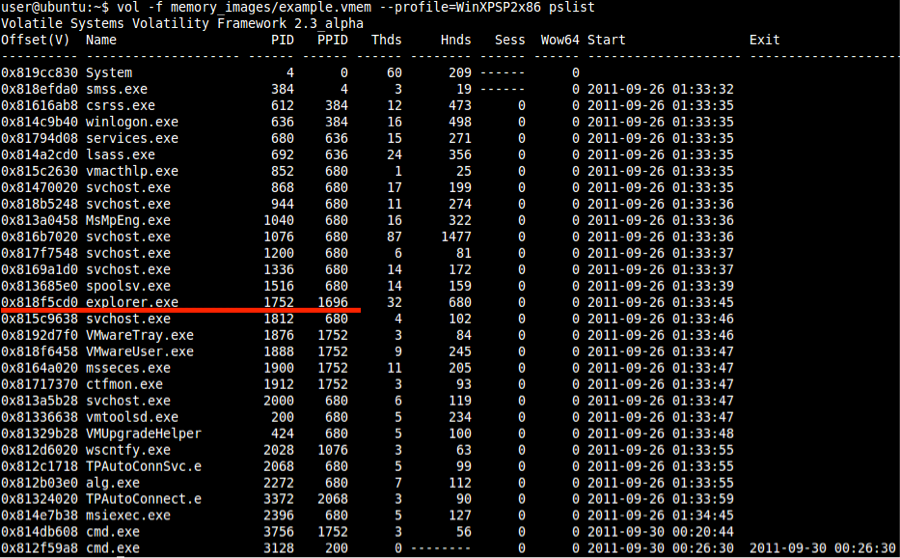 user@ubuntu:~$ vol -f memory_images/example.vmem --profile=WinXPSP2x86 pslist
Volatile Systems Volatility Framework 2.3_alpha
Offset(V)  Name                    PID   PPID   Thds     Hnds   Sess  Wow64 Start                Exit
---------- -------------------- ------ ------ ------ -------- ------ ------ -------------------- --------------------
0x819cc830 System                    4      0     60      209 ------      0
0x818efda0 smss.exe                384      4      3       19 ------      0 2011-09-26 01:33:32
0x81616ab8 csrss.exe               612    384     12      473      0      0 2011-09-26 01:33:35
0x814c9b40 winlogon.exe            636    384     16      498      0      0 2011-09-26 01:33:35
0x81794d08 services.exe            680    636     15      271      0      0 2011-09-26 01:33:35
0x814a2cd0 lsass.exe               692    636     24      356      0      0 2011-09-26 01:33:35
0x815c2630 vmacthlp.exe            852    680      1       25      0      0 2011-09-26 01:33:35
0x81470020 svchost.exe             868    680     17      199      0      0 2011-09-26 01:33:35
0x818b5248 svchost.exe             944    680     11      274      0      0 2011-09-26 01:33:36
0x813a0458 MsMpEng.exe            1040    680     16      322      0      0 2011-09-26 01:33:36
0x816b7020 svchost.exe            1076    680     87     1477      0      0 2011-09-26 01:33:36
0x817f7548 svchost.exe            1200    680      6       81      0      0 2011-09-26 01:33:37
0x8169a1d0 svchost.exe            1336    680     14      172      0      0 2011-09-26 01:33:37
0x813685e0 spoolsv.exe            1516    680     14      159      0      0 2011-09-26 01:33:39
0x818f5cd0 explorer.exe           1752   1696     32      680      0      0 2011-09-26 01:33:45
0x815c9638 svchost.exe            1812    680      4      102      0      0 2011-09-26 01:33:46
0x8192d7f0 VMwareTray.exe         1876   1752      3       84      0      0 2011-09-26 01:33:46
0x818f6458 VMwareUser.exe         1888   1752      9      245      0      0 2011-09-26 01:33:47
0x8164a020 msseces.exe            1900   1752     11      205      0      0 2011-09-26 01:33:47
0x81717370 ctfmon.exe             1912   1752      3       93      0      0 2011-09-26 01:33:47
0x813a5b28 svchost.exe            2000    680      6      119      0      0 2011-09-26 01:33:47
0x81336638 vmtoolsd.exe            200    680      5      234      0      0 2011-09-26 01:33:47
0x81329b28 VMUpgradeHelper         424    680      5      100      0      0 2011-09-26 01:33:48
0x812d6020 wscntfy.exe            2028   1076      3       63      0      0 2011-09-26 01:33:55
0x812c1718 TPAutoConnSvc.e        2068    680      5       99      0      0 2011-09-26 01:33:55
0x812b03e0 alg.exe                2272    680      7      112      0      0 2011-09-26 01:33:55
0x81324020 TPAutoConnect.e        3372   2068      3       90      0      0 2011-09-26 01:33:59
0x814e7b38 msiexec.exe            2396    680      5      127      0      0 2011-09-26 01:34:45
0x814db608 cmd.exe                3756   1752      3       56      0      0 2011-09-30 00:20:44
0x812f59a8 cmd.exe                3128    200      0 --------      0      0 2011-09-30 00:26:30  2011-09-30 00:26:30